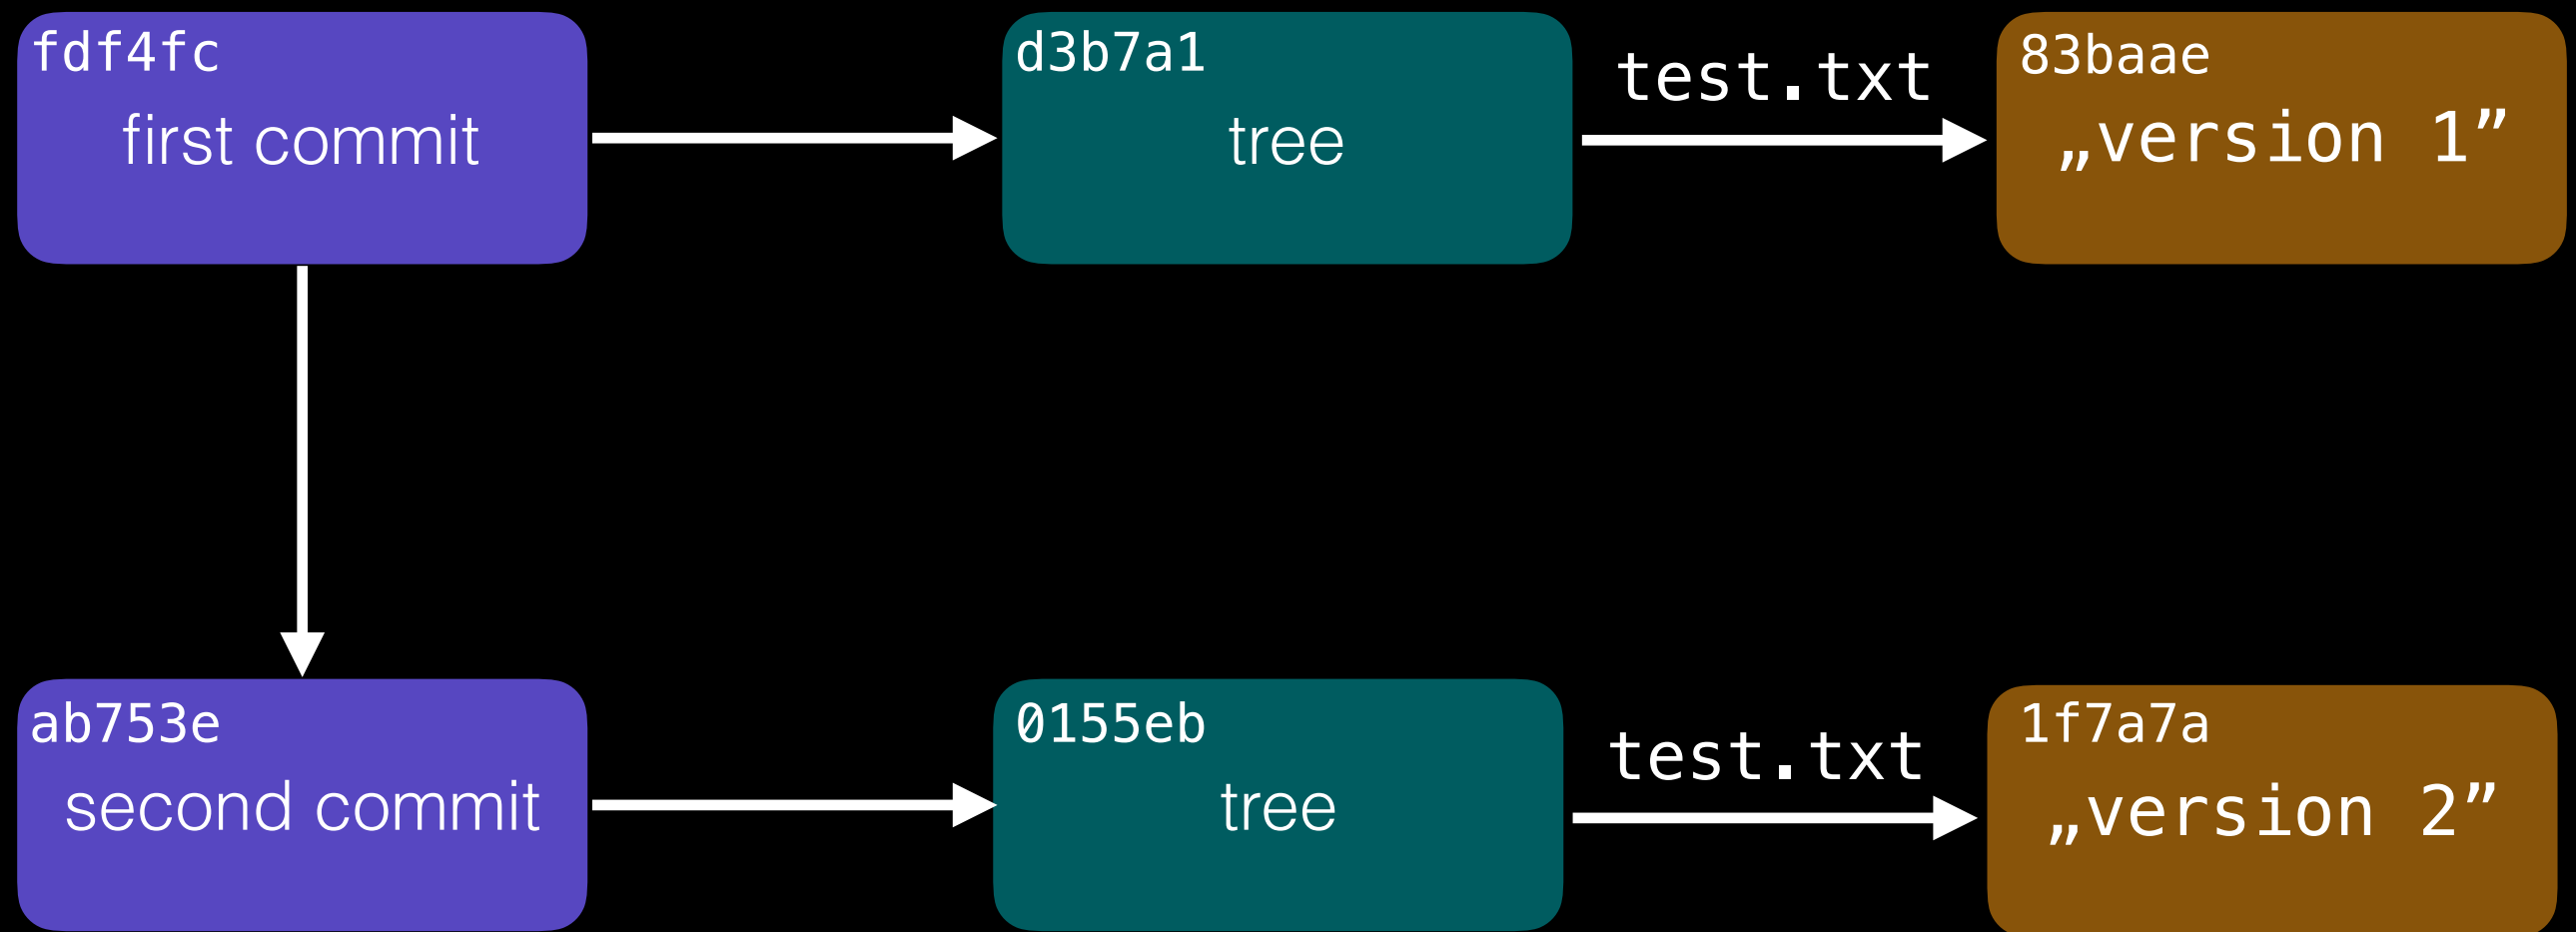 fdf4fc
first commit
d3b7a1
tree
test.txt
83baae
„version 1”
ab753e
second commit
0155eb
tree
test.txt
1f7a7a
„version 2”